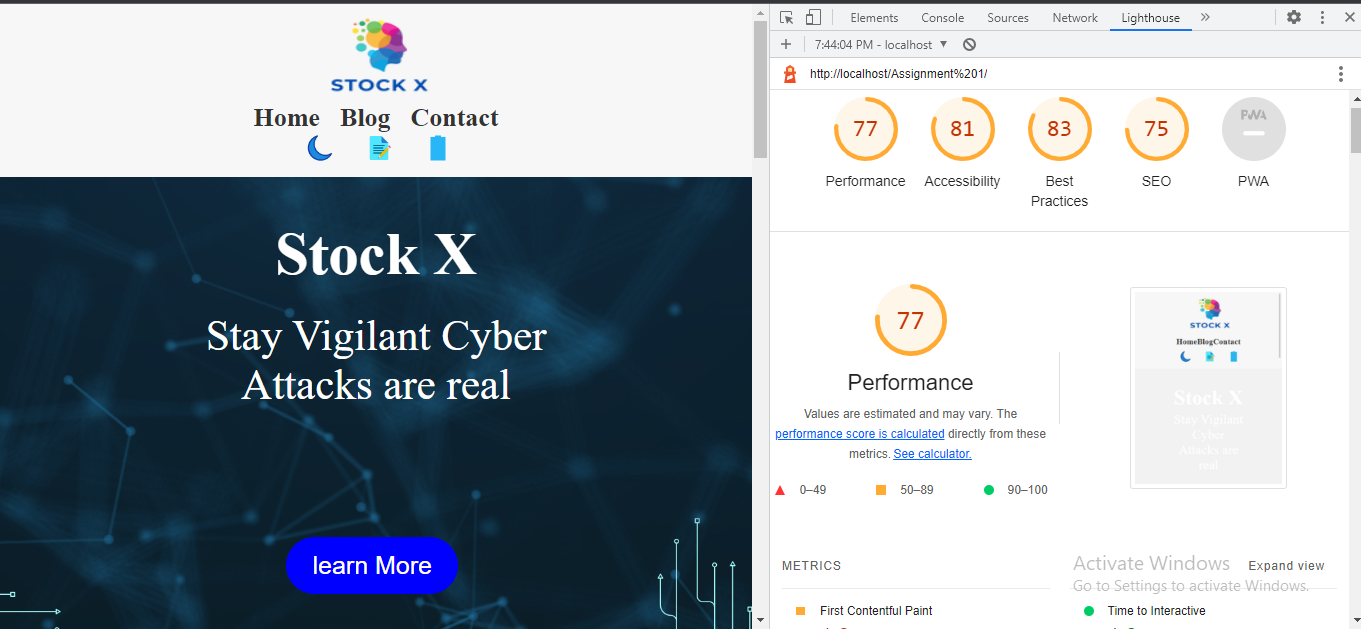 STOCK X
Home Blog Contact
Stock X
Stay Vigilant Cyber
Attacks are real
learn More
Elements Console Sources Network Lighthouse »
7:44:04 PM - localhost
http://localhost/Assignment%201/
77 81 83 75 PWA
Performance Accessibility Best Practices SEO PWA
77
Performance
Values are estimated and may vary. The
performance score is calculated directly from these
metrics. See calculator.
0–49 50–89 90–100
STOCK X
HomeBlogContact
Stock X
Stay Vigilant
Cyber
Attacks are
real
METRICS
Expand view
Activate Windows
Go to Settings to activate Windows.
First Contentful Paint
Time to Interactive